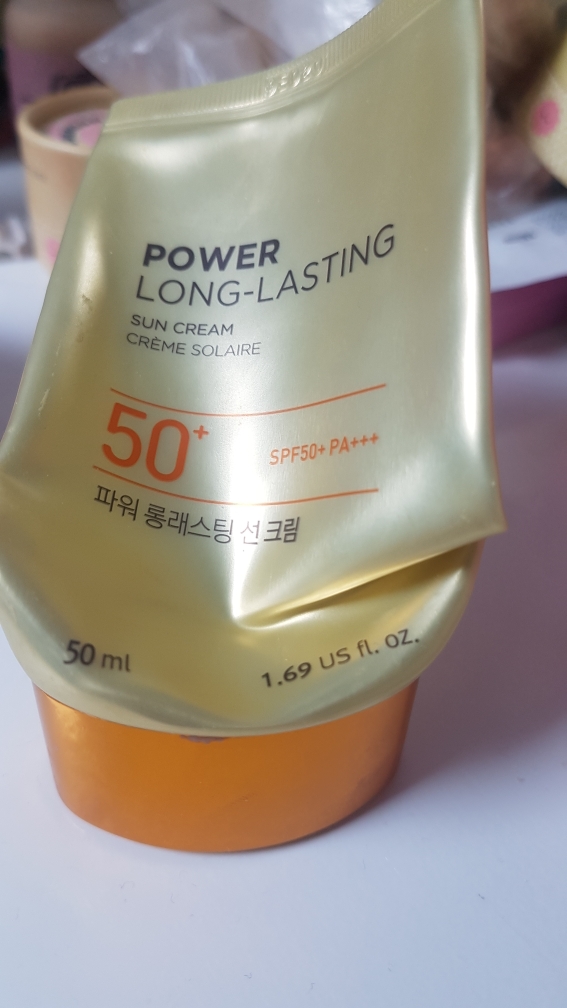 POWER
LONG-LASTING
SUN CREAM
CRÈME SOLAIRE
50+
SPF50+ PA+++
파워 롱래스팅 선 크림
50 ml
1.69 US fl. oz.